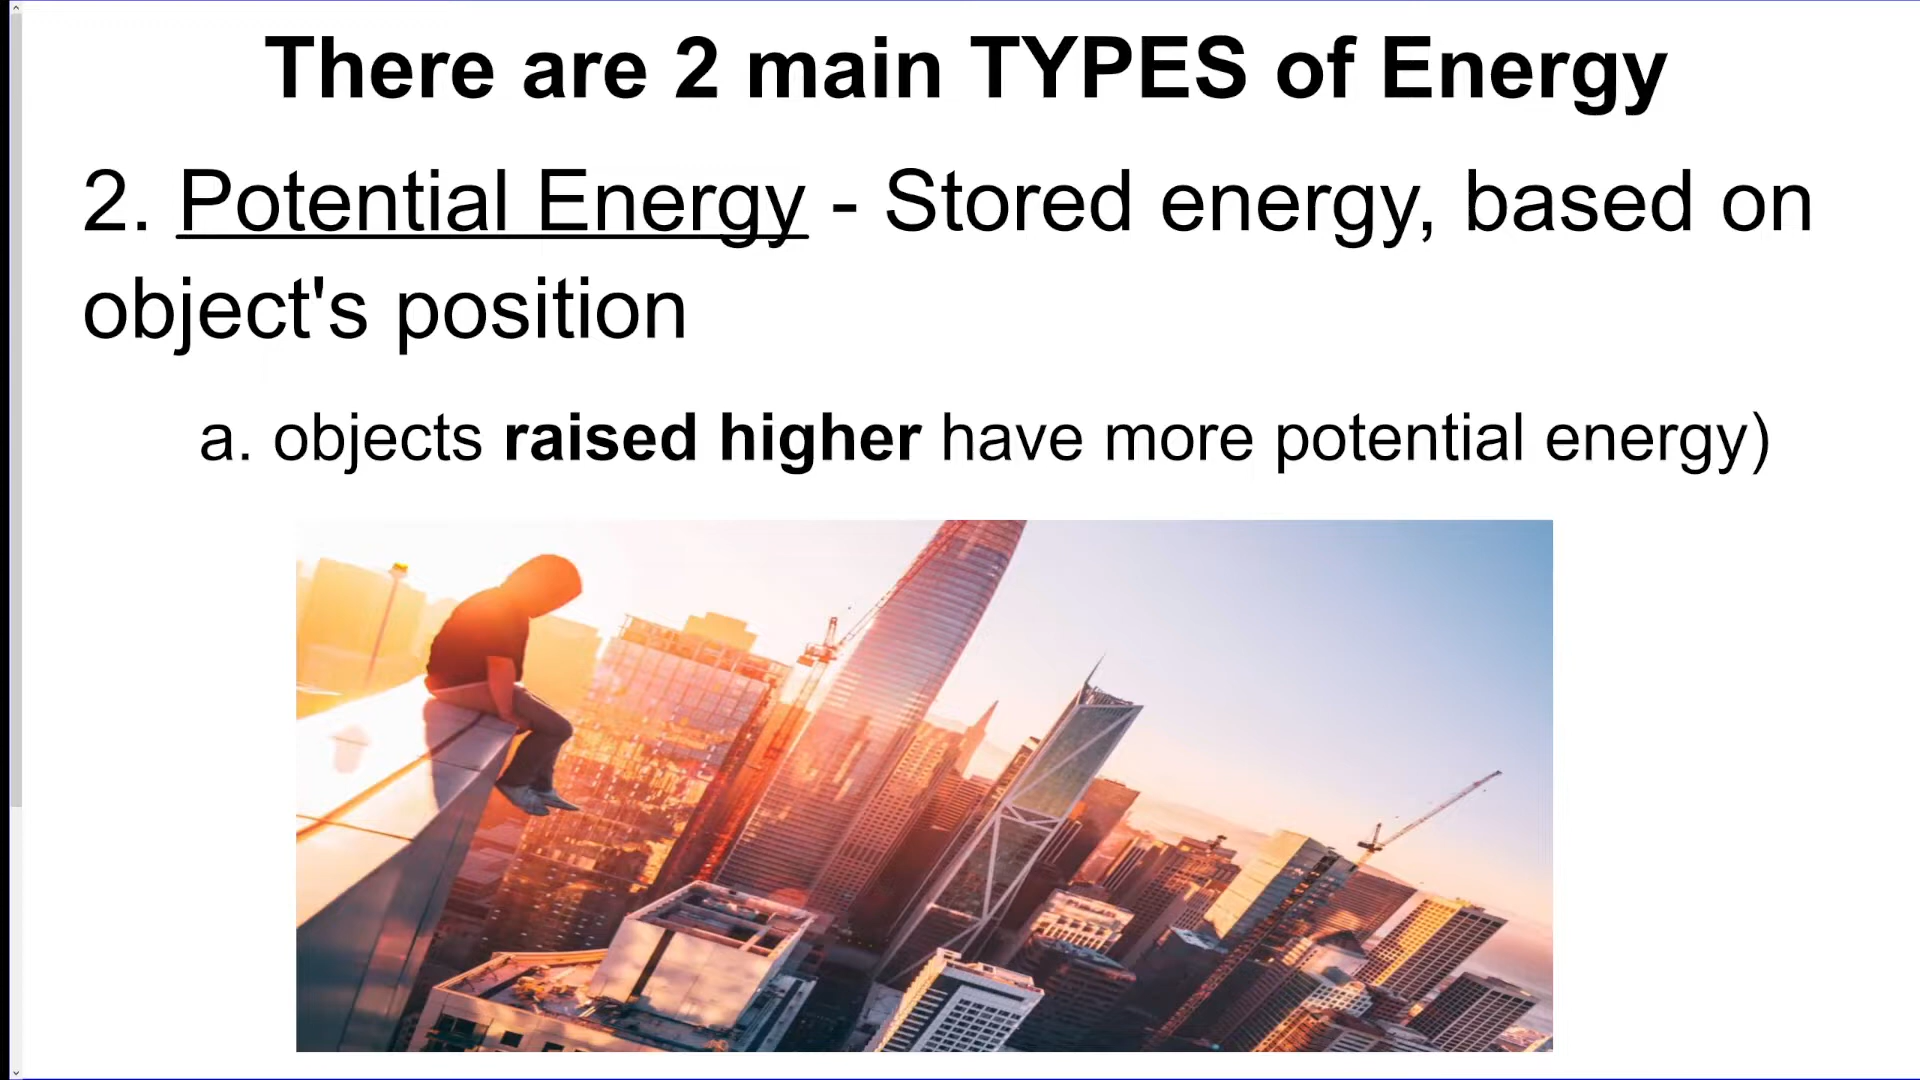 There are 2 main TYPES of Energy
2. Potential Energy - Stored energy, based on
object's position
a. objects raised higher have more potential energy)